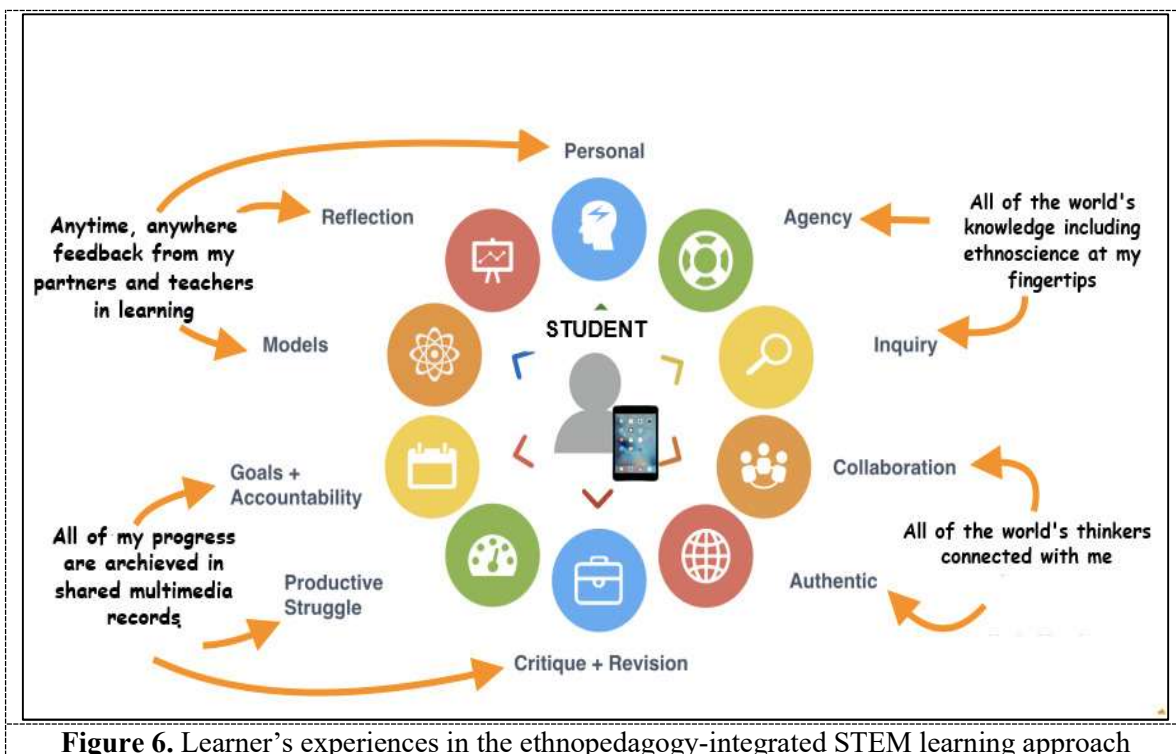 Personal
Reflection
Agency
Anytime, anywhere
feedback from my
partners and teachers
in learning
All of the world's
knowledge including
ethnoscience at my
fingertips
Models
STUDENT
Inquiry
Goals +
Accountability
Collaboration
All of my progress
are archieved in
shared multimedia
records,
All of the world's thinkers
connected with me
Productive
Struggle
Authentic
Critique + Revision
Figure 6. Learner's experiences in the ethnopedagogy-integrated STEM learning approach